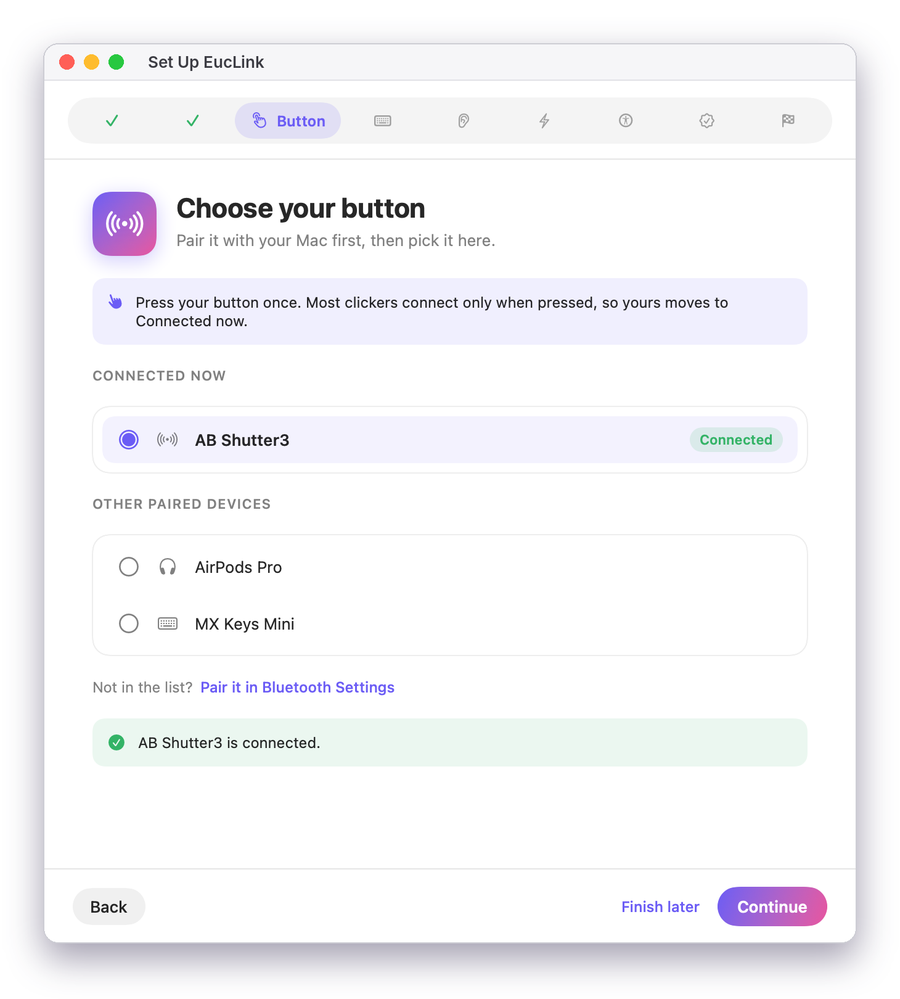 Set Up EucLink
Button
Choose your button
Pair it with your Mac first, then pick it here.
Press your button once. Most clickers connect only when pressed, so yours moves to
Connected now.
CONNECTED NOW
AB Shutter3
Connected
OTHER PAIRED DEVICES
AirPods Pro
MX Keys Mini
Not in the list? Pair it in Bluetooth Settings
AB Shutter3 is connected.
Back
Finish later
Continue